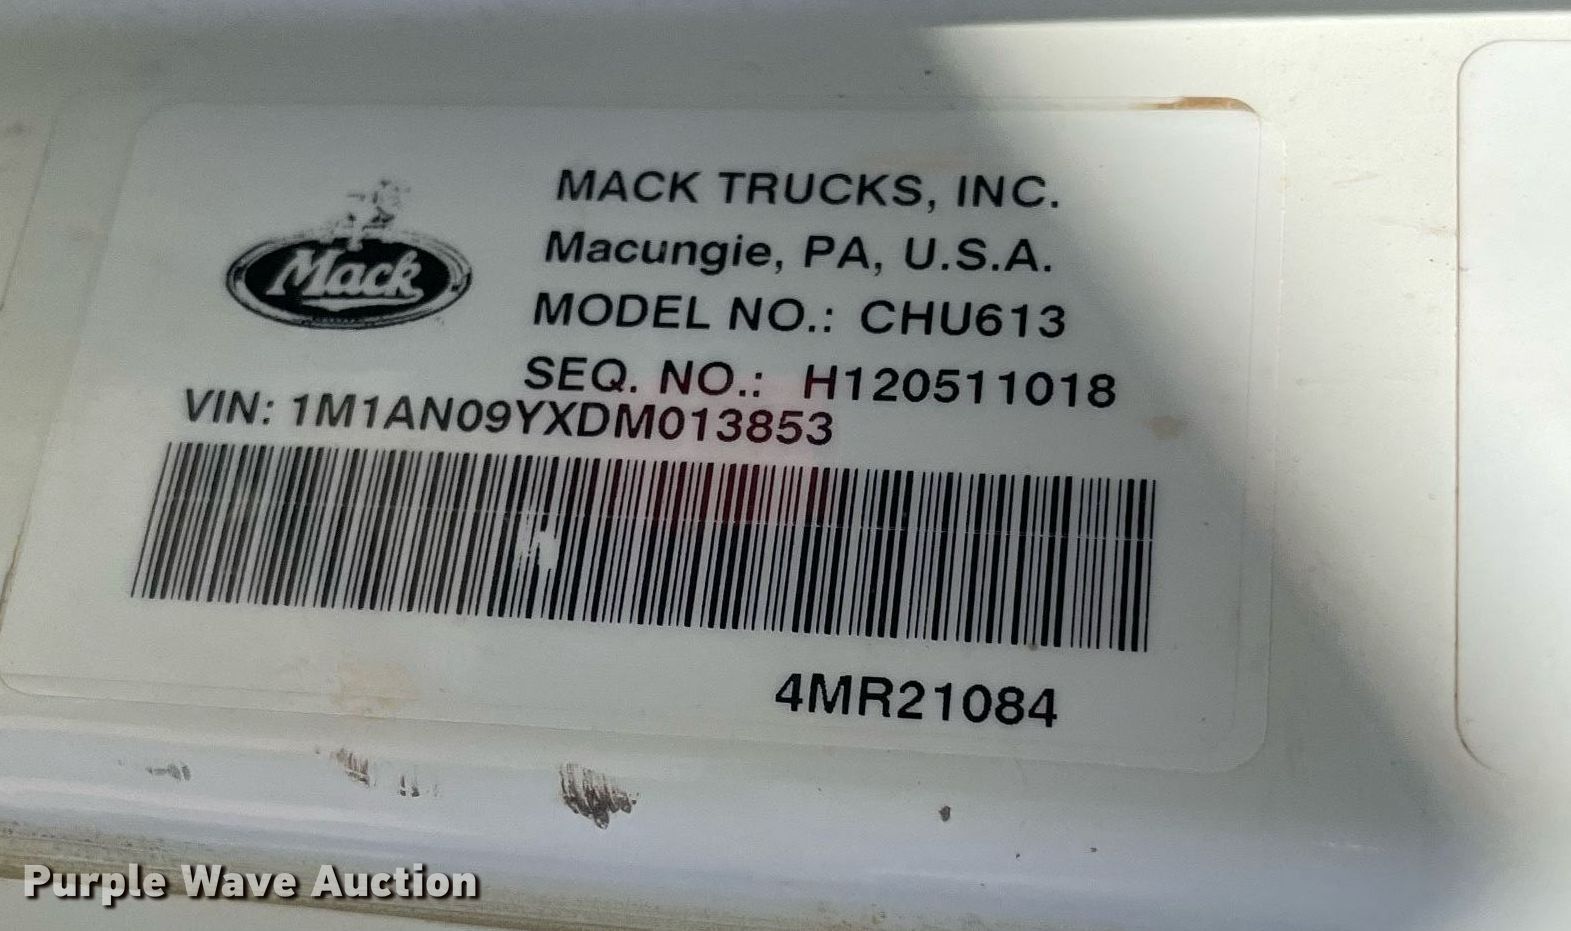 Mack
MACK TRUCKS, INC.
Macungie, PA, U.S.A.
MODEL NO.: CHU613
SEQ. NO.: H120511018
VIN: 1M1AN09YXDM013853
4MR21084
Purple Wave Auction